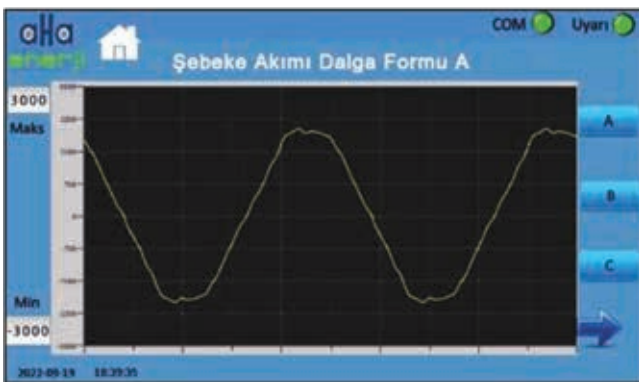 aHa
enerji
COM
Uyarı
Şebeke Akımı Dalga Formu A
3000
Maks
A
B
C
Min
-3000
2022-09-19 18:39:35